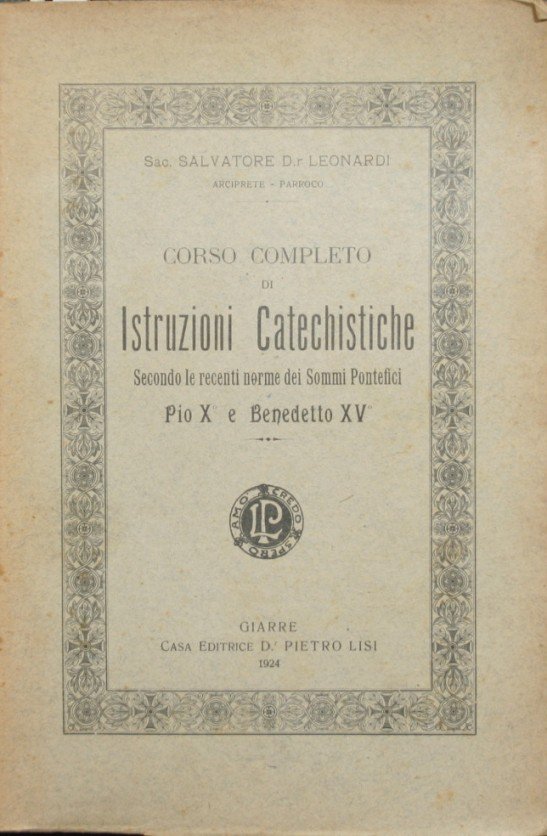 Sac. SALVATORE D.r LEONARDI
ARCIPRETE - PARROCO
CORSO COMPLETO
DI
Istruzioni Catechistiche
Secondo le recenti norme dei Sommi Pontefici
Pio X° e Benedetto XV°
AMO CREDO SPERO
LP
GIARRE
CASA EDITRICE D.r PIETRO LISI
1924